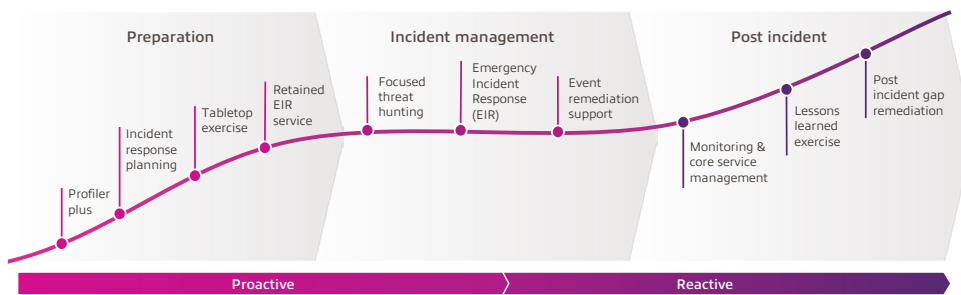 Preparation
Profiler
plus
Incident
response
planning
Tabletop
exercise
Retained
EIR
service
Incident management
Focused
threat
hunting
Emergency
Incident
Response
(EIR)
Event
remediation
support
Post incident
Monitoring &
core service
management
Lessons
learned
exercise
Post
incident gap
remediation
Proactive
Reactive